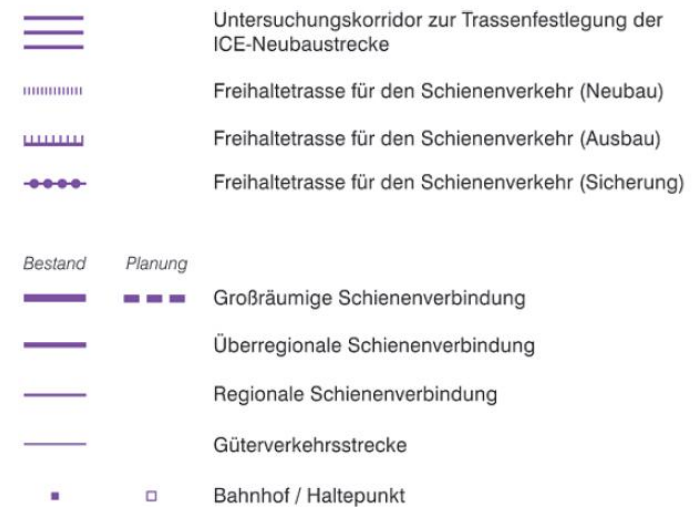 Untersuchungskorridor zur Trassenfestlegung der
ICE-Neubaustrecke
Freihaltetrasse für den Schienenverkehr (Neubau)
Freihaltetrasse für den Schienenverkehr (Ausbau)
Freihaltetrasse für den Schienenverkehr (Sicherung)
Bestand Planung
Großräumige Schienenverbindung
Überregionale Schienenverbindung
Regionale Schienenverbindung
Güterverkehrsstrecke
Bahnhof / Haltepunkt